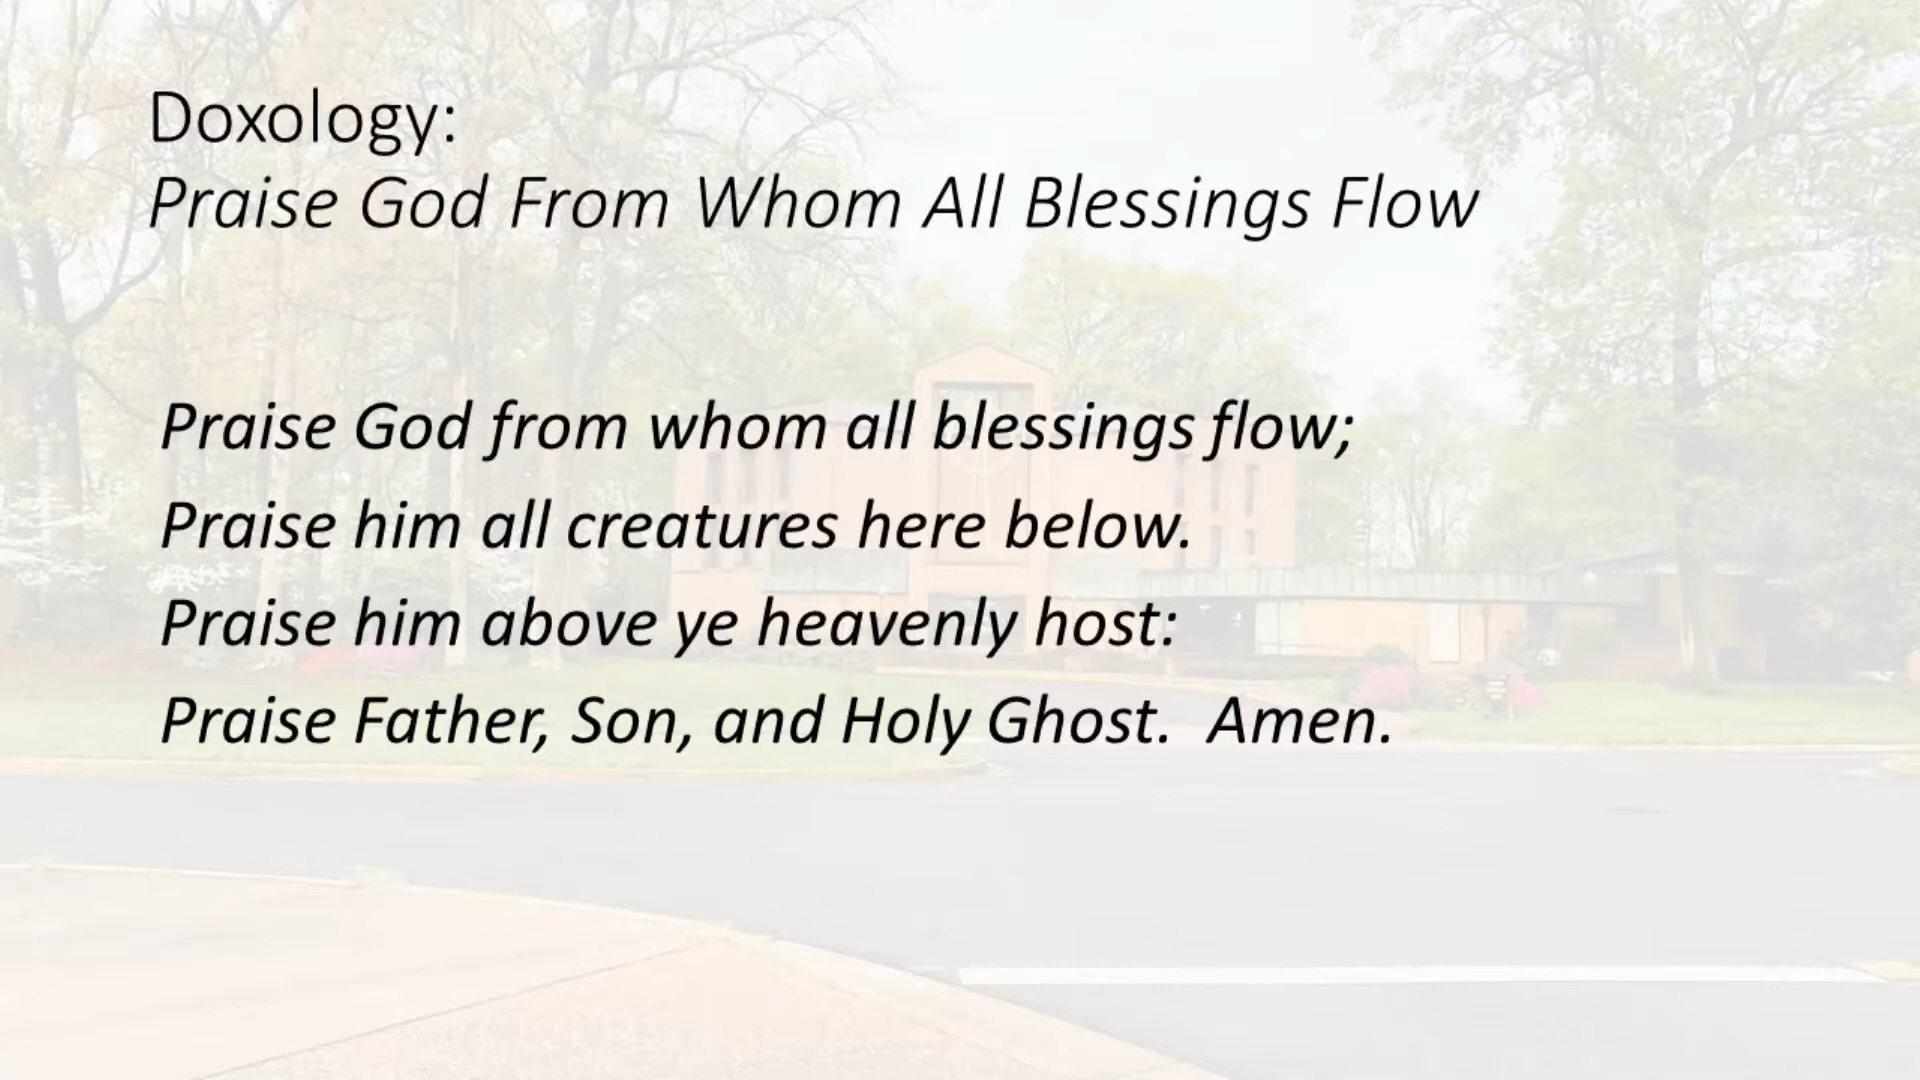 Doxology:
Praise God From Whom All Blessings Flow
Praise God from whom all blessings flow;
Praise him all creatures here below.
Praise him above ye heavenly host:
Praise Father, Son, and Holy Ghost.  Amen.